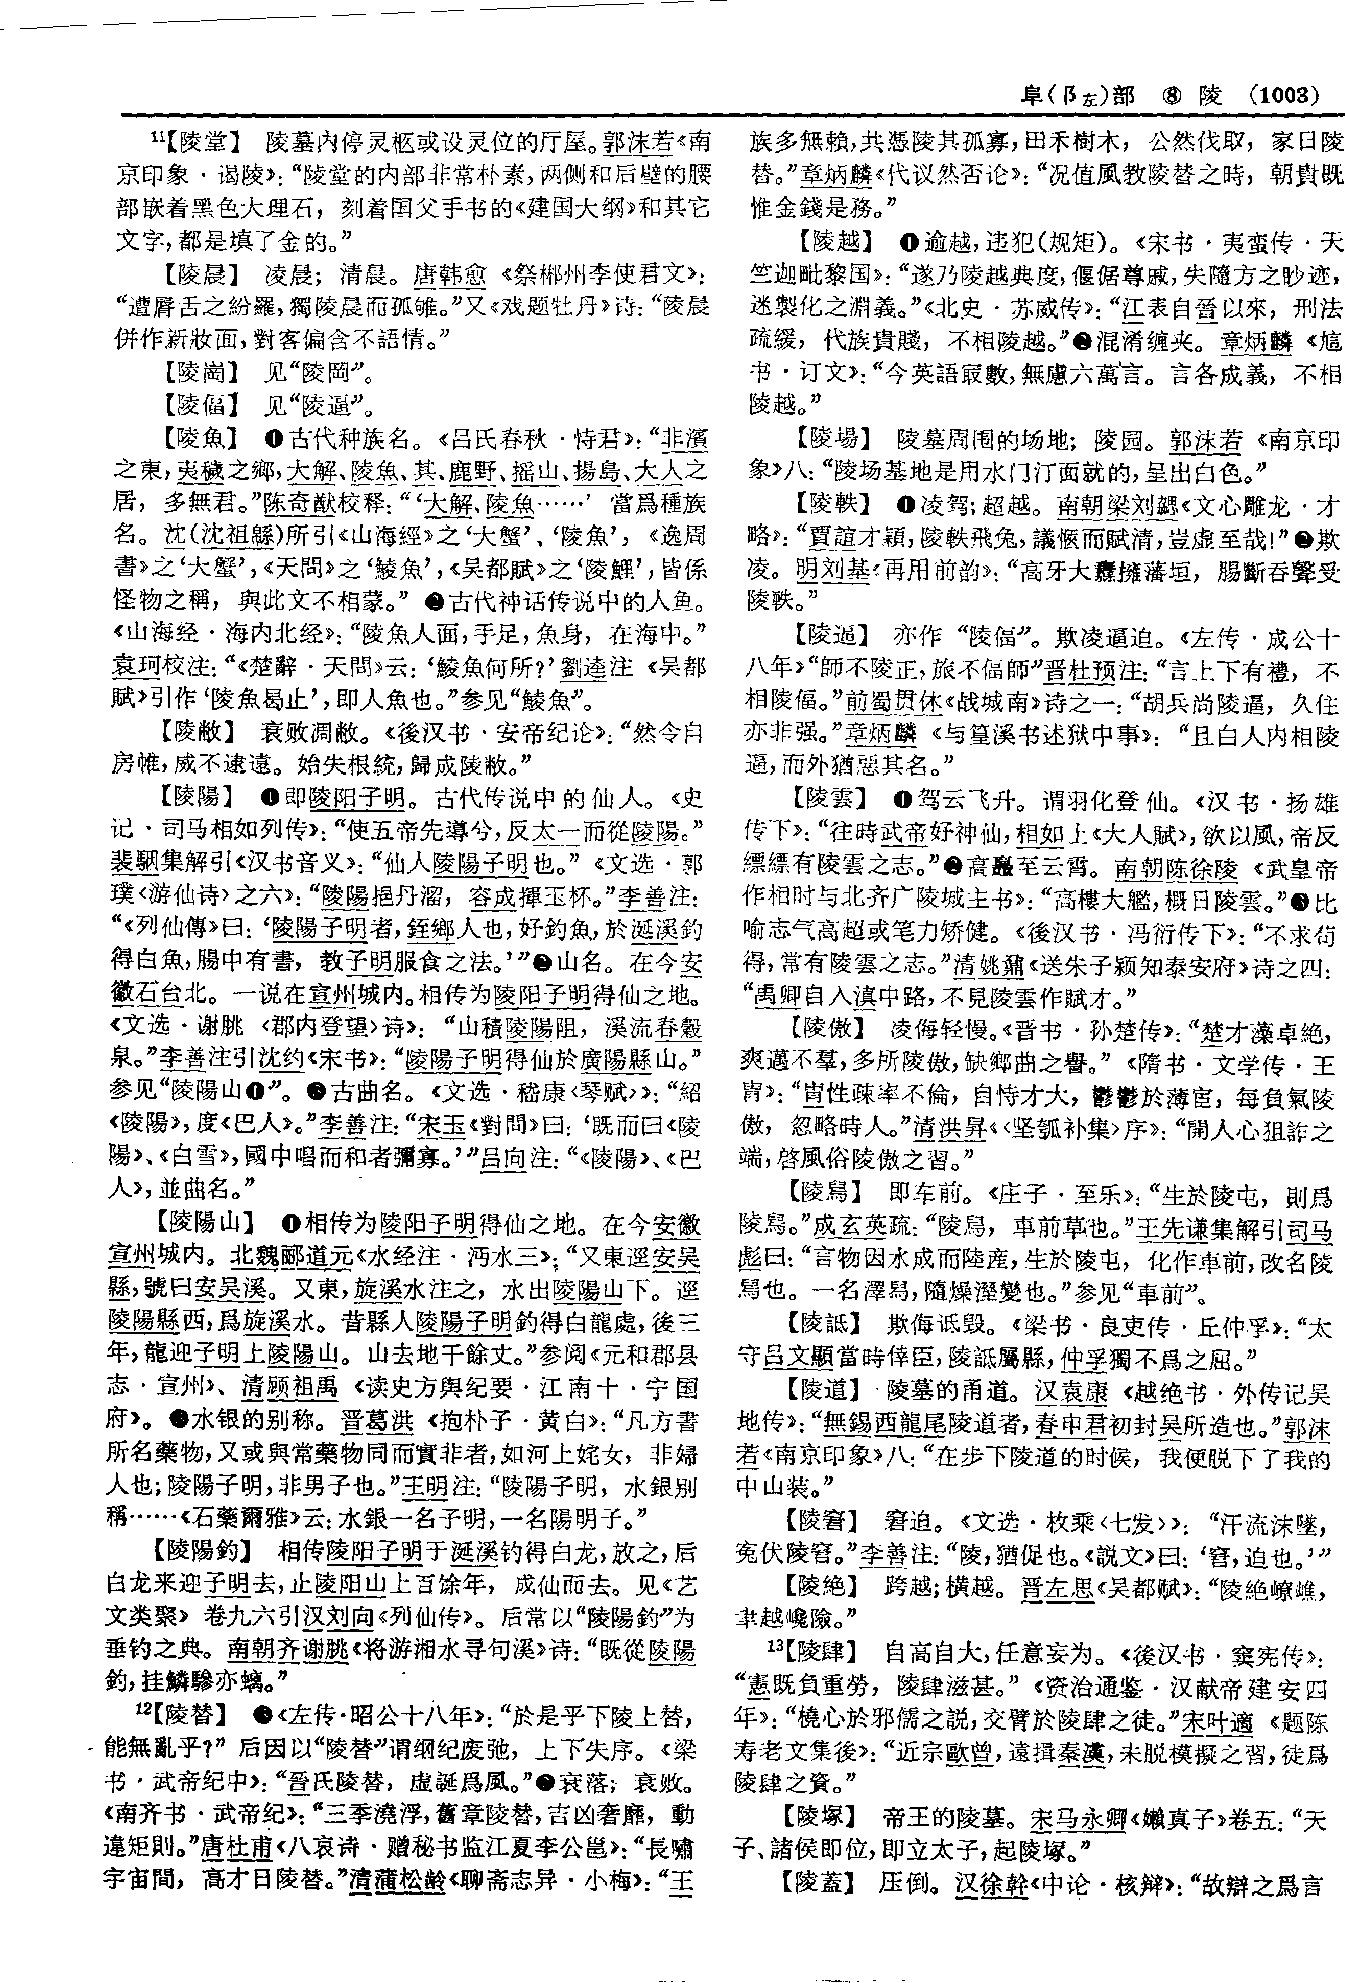 阜(阝左)部 ⑧ 陵 (1003)
11【陵堂】 陵墓内停灵柩或设灵位的厅屋。郭沫若《南
京印象·谒陵》：“陵堂的内部非常朴素，两侧和后壁的腰
部嵌着黑色大理石，刻着国父手书的《建国大纲》和其它
文字，都是填了金的。”
【陵晨】 凌晨；清晨。唐韩愈《祭郴州李使君文》：
“遭脣舌之紛羅，獨陵晨而孤雊。”又《戏题牡丹》诗：“陵晨
併作新妝面，對客偏含不語情。”
【陵崗】 见“陵岡”。
【陵偪】 见“陵逼”。
【陵魚】 ❶古代种族名。《吕氏春秋·恃君》：“非濱
之東，夷穢之鄉，大解、陵魚、其、鹿野、摇山、揚島、大人之
居，多無君。”陈奇猷校释：“‘大解、陵魚……’當爲種族
名。沈(沈祖緜)所引《山海經》之‘大蟹’、‘陵魚’，《逸周
書》之‘大蟹’，《天問》之‘鯪魚’，《吴都賦》之‘陵鯉’，皆係
怪物之稱，與此文不相蒙。”❷古代神话传说中的人鱼。
《山海经·海内北经》：“陵魚人面，手足，魚身，在海中。”
袁珂校注：“《楚辭·天問》云：‘鯪魚何所？’劉逵注《吴都
賦》引作‘陵魚曷止’，即人魚也。”参见“鯪魚”。
【陵敝】 衰败凋敝。《後汉书·安帝纪论》：“然令自
房帷，威不逮遠。始失根統，歸成陵敝。”
【陵陽】 ❶即陵阳子明。古代传说中的仙人。《史
记·司马相如列传》：“使五帝先導兮，反太一而從陵陽。”
裴駰集解引《汉书音义》：“仙人陵陽子明也。”《文选·郭
璞〈游仙诗〉之六》：“陵陽挹丹溜，容成揮玉杯。”李善注：
“《列仙傳》曰：‘陵陽子明者，銍鄉人也，好釣魚，於涎溪釣
得白魚，腸中有書，教子明服食之法。’”❷山名。在今安
徽石台北。一说在宣州城内。相传为陵阳子明得仙之地。
《文选·谢朓〈郡内登望〉诗》：“山積陵陽阻，溪流春穀
泉。”李善注引沈约《宋书》：“陵陽子明得仙於廣陽縣山。”
参见“陵陽山❶”。❸古曲名。《文选·嵇康〈琴赋〉》：“紹
《陵陽》，度《巴人》。”李善注：“宋玉《對問》曰：‘既而曰《陵
陽》、《白雪》，國中唱而和者彌寡。’”吕向注：“《陵陽》、《巴
人》，並曲名。”
【陵陽山】 ❶相传为陵阳子明得仙之地。在今安徽
宣州城内。北魏郦道元《水经注·沔水三》：“又東逕安吴
縣，號曰安吴溪。又東，旋溪水注之，水出陵陽山下。逕
陵陽縣西，爲旋溪水。昔縣人陵陽子明釣得白龍處，後三
年，龍迎子明上陵陽山。山去地千餘丈。”参阅《元和郡县
志·宣州》、清顾祖禹《读史方舆纪要·江南十·宁国
府》。❷水银的别称。晋葛洪《抱朴子·黄白》：“凡方書
所名藥物，又或與常藥物同而實非者，如河上姹女，非婦
人也；陵陽子明，非男子也。”王明注：“陵陽子明，水銀别
稱……《石藥爾雅》云：水銀一名子明，一名陽明子。”
【陵陽釣】 相传陵阳子明于涎溪钓得白龙，放之，后
白龙来迎子明去，止陵阳山上百馀年，成仙而去。见《艺
文类聚》卷九六引汉刘向《列仙传》。后常以“陵陽釣”为
垂钓之典。南朝齐谢朓《将游湘水寻句溪》诗：“既從陵陽
釣，挂鱗驂亦螭。”
12【陵替】 ❶《左传·昭公十八年》：“於是乎下陵上替，
能無亂乎？”后因以“陵替”谓纲纪废弛，上下失序。《梁
书·武帝纪中》：“晉氏陵替，虚誕爲風。”❷衰落；衰败。
《南齐书·武帝纪》：“三季澆浮，舊章陵替，吉凶奢靡，動
違矩則。”唐杜甫《八哀诗·赠秘书监江夏李公邕》：“長嘯
宇宙間，高才日陵替。”清蒲松龄《聊斋志异·小梅》：“王
族多無賴，共憑陵其孤寡，田禾樹木，公然伐取，家日陵
替。”章炳麟《代议然否论》：“况值風教陵替之時，朝貴既
惟金錢是務。”
【陵越】 ❶逾越，违犯(规矩)。《宋书·夷蛮传·天
竺迦毗黎国》：“遂乃陵越典度，偃倨尊戚，失隨方之眇迹，
迷製化之淵義。”《北史·苏威传》：“江表自晉以來，刑法
疏緩，代族貴賤，不相陵越。”❷混淆缠夹。章炳麟《訄
书·订文》：“今英語冣數，無慮六萬言。言各成義，不相
陵越。”
【陵場】 陵墓周围的场地；陵园。郭沫若《南京印
象》八：“陵场基地是用水门汀面就的，呈出白色。”
【陵軼】 ❶凌驾；超越。南朝梁刘勰《文心雕龙·才
略》：“賈誼才穎，陵軼飛兔，議愜而賦清，豈虚至哉！”❷欺
凌。明刘基《再用前韵》：“高牙大纛擁藩垣，腸斷吞聲受
陵軼。”
【陵逼】 亦作“陵偪”。欺凌逼迫。《左传·成公十
八年》“師不陵正，旅不偪師”晋杜预注：“言上下有禮，不
相陵偪。”前蜀贯休《战城南》诗之一：“胡兵尚陵逼，久住
亦非强。”章炳麟《与篁溪书述狱中事》：“且白人内相陵
逼，而外猶惡其名。”
【陵雲】 ❶驾云飞升。谓羽化登仙。《汉书·扬雄
传下》：“往時武帝好神仙，相如上《大人賦》，欲以風，帝反
縹縹有陵雲之志。”❷高矗至云霄。南朝陈徐陵《武皇帝
作相时与北齐广陵城主书》：“高樓大艦，概日陵雲。”❸比
喻志气高超或笔力矫健。《後汉书·冯衍传下》：“不求苟
得，常有陵雲之志。”清姚鼐《送朱子颖知泰安府》诗之四：
“禹卿自入滇中路，不見陵雲作賦才。”
【陵傲】 凌侮轻慢。《晋书·孙楚传》：“楚才藻卓絶，
爽邁不羣，多所陵傲，缺鄉曲之譽。”《隋书·文学传·王
胄》：“胄性疎率不倫，自恃才大，鬱鬱於薄宦，每負氣陵
傲，忽略時人。”清洪昇《〈坚瓠补集〉序》：“開人心狙詐之
端，啓風俗陵傲之習。”
【陵舄】 即车前。《庄子·至乐》：“生於陵屯，則爲
陵舄。”成玄英疏：“陵舄，車前草也。”王先谦集解引司马
彪曰：“言物因水成而陸産，生於陵屯，化作車前，改名陵
舄也。一名澤舄，隨燥溼變也。”参见“車前”。
【陵詆】 欺侮诋毁。《梁书·良吏传·丘仲孚》：“太
守吕文顯當時倖臣，陵詆屬縣，仲孚獨不爲之屈。”
【陵道】 陵墓的甬道。汉袁康《越绝书·外传记吴
地传》：“無錫西龍尾陵道者，春申君初封吴所造也。”郭沫
若《南京印象》八：“在步下陵道的时候，我便脱下了我的
中山装。”
【陵窘】 窘迫。《文选·枚乘〈七发〉》：“汗流沫墜，
寃伏陵窘。”李善注：“陵，猶促也。《説文》曰：‘窘，迫也。’”
【陵絶】 跨越；横越。晋左思《吴都赋》：“陵絶嶛嶕，
聿越巉險。”
13【陵肆】 自高自大，任意妄为。《後汉书·窦宪传》：
“憲既負重勞，陵肆滋甚。”《资治通鉴·汉献帝建安四
年》：“橈心於邪儒之説，交臂於陵肆之徒。”宋叶適《题陈
寿老文集後》：“近宗歐曾，遠揖秦漢，未脱模擬之習，徒爲
陵肆之資。”
【陵塚】 帝王的陵墓。宋马永卿《嬾真子》卷五：“天
子、諸侯即位，即立太子，起陵塚。”
【陵蓋】 压倒。汉徐幹《中论·核辩》：“故辯之爲言